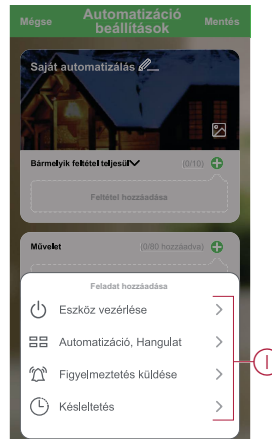 Mégse
Automatizáció
beállítások
Mentés
Saját automatizálás
Bármelyik feltétel teljesül
(0/10)
Feltétel hozzáadása
Művelet
(0/80 hozzáadva)
Feladat hozzáadása
Eszköz vezérlése
Automatizáció, Hangulat
Figyelmeztetés küldése
Késleltetés
I